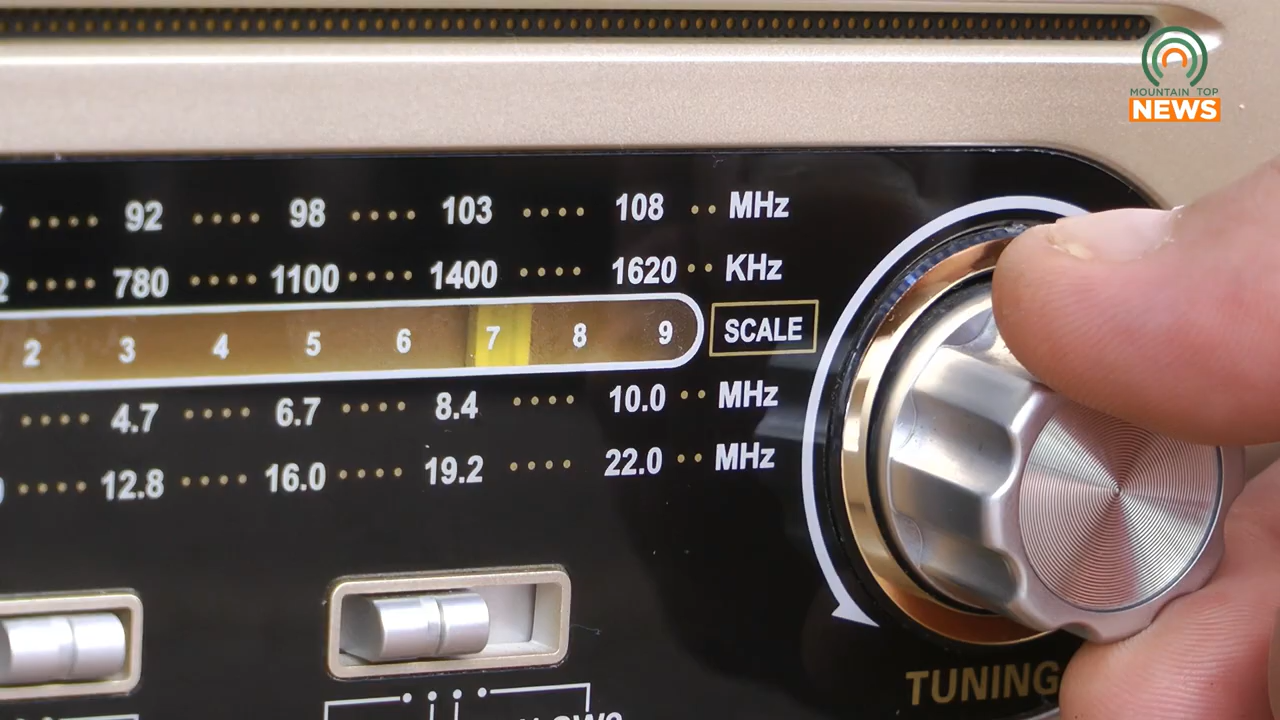 MOUNTAIN TOP
NEWS
92 98 103 108 MHz
780 1100 1400 1620 KHz
2 3 4 5 6 7 8 9 SCALE
4.7 6.7 8.4 10.0 MHz
12.8 16.0 19.2 22.0 MHz
TUNING